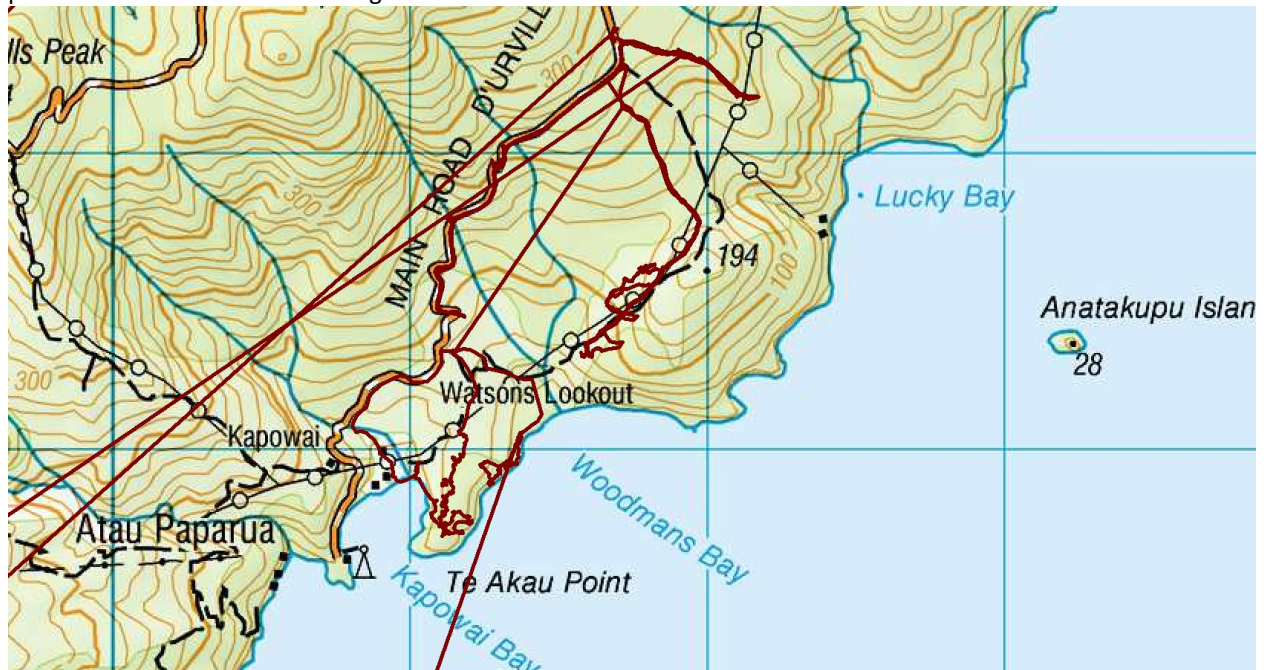 lls Peak
MAIN ROAD D'URVILL
300
300
Lucky Bay
194
100
Anatakupu Islan
28
300
Watsons Lookout
Kapowai
Woodmans Bay
Atau Paparua
Te Akau Point
Kapowai Bay